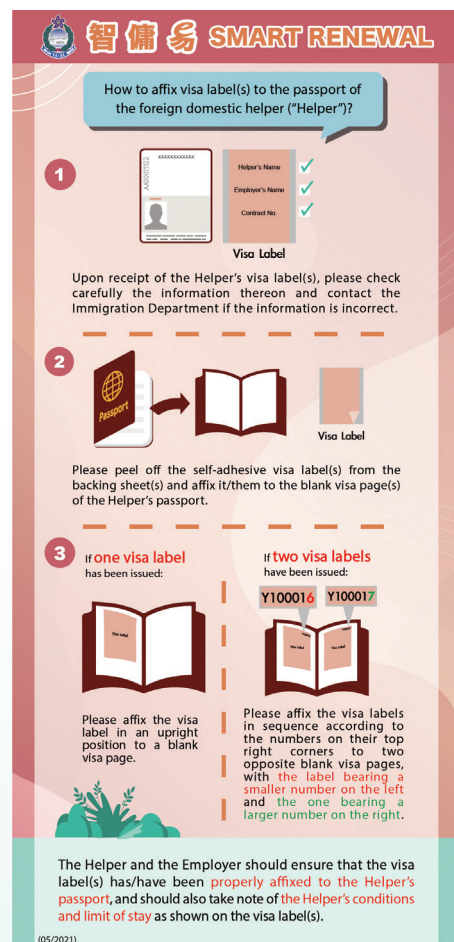 智傭易 SMART RENEWAL
How to affix visa label(s) to the passport of
the foreign domestic helper ("Helper")?
1
XXXXXXXXXXXX
Helper's Name
Employer's Name
Contract No.
Visa Label
Upon receipt of the Helper's visa label(s), please check
carefully the information thereon and contact the
Immigration Department if the information is incorrect.
2
Passport
Visa Label
Please peel off the self-adhesive visa label(s) from the
backing sheet(s) and affix it/them to the blank visa page(s)
of the Helper's passport.
3
If one visa label
has been issued:
Visa Label
Please affix the visa
label in an upright
position to a blank
visa page.
If two visa labels
have been issued:
Y100016 Y100017
Visa Label Visa Label
Please affix the visa labels
in sequence according to
the numbers on their top
right corners to two
opposite blank visa pages,
with the label bearing a
smaller number on the left
and the one bearing a
larger number on the right.
The Helper and the Employer should ensure that the visa
label(s) has/have been properly affixed to the Helper's
passport, and should also take note of the Helper's conditions
and limit of stay as shown on the visa label(s).
(05/2021)